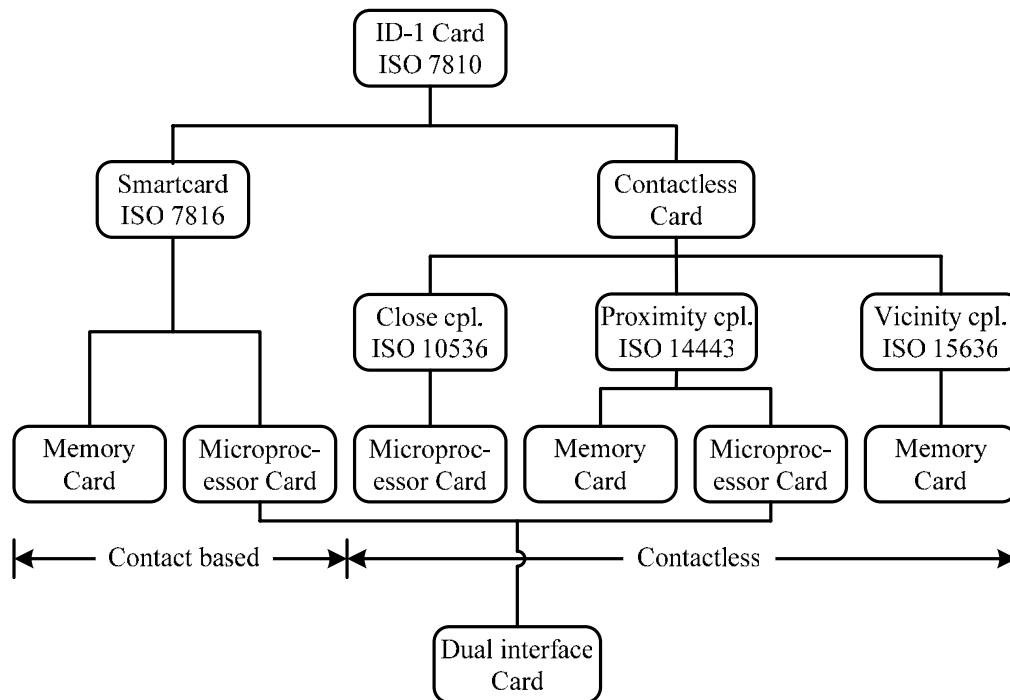 ID-1 Card
ISO 7810
Smartcard
ISO 7816
Contactless
Card
Close cpl.
ISO 10536
Proximity cpl.
ISO 14443
Vicinity cpl.
ISO 15636
Memory
Card
Microproc-
essor Card
Microproc-
essor Card
Memory
Card
Microproc-
essor Card
Memory
Card
Contact based
Contactless
Dual interface
Card